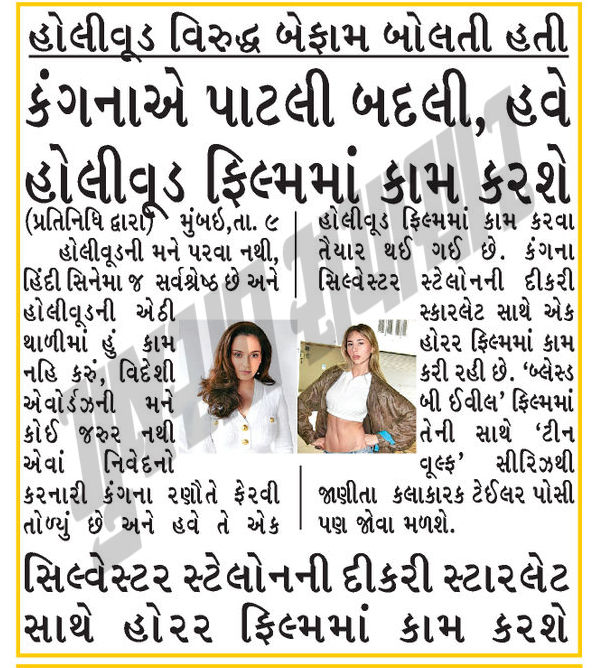 હોલીવૂડ વિરુદ્ધ બેફામ બોલતી હતી
કંગનાએ પાટલી બદલી, હવે
હોલીવૂડ ફિલ્મમાં કામ કરશે
(પ્રતિનિધિ દ્વારા) મુંબઇ,તા. ૯
હોલીવૂડની મને પરવા નથી,
હિંદી સિનેમા જ સર્વશ્રેષ્ઠ છે અને
હોલીવૂડની એઠી
થાળીમાં હું કામ
નહિ કરું, વિદેશી
એવોર્ડઝની મને
કોઈ જરુર નથી
એવાં નિવેદનો
કરનારી કંગના રણૌતે ફેરવી
તોળ્યું છે અને હવે તે એક
હોલીવૂડ ફિલ્મમાં કામ કરવા
તૈયાર થઈ ગઈ છે. કંગના
સિલ્વેસ્ટર સ્ટેલોનની દીકરી
સ્કારલેટ સાથે એક
હોરર ફિલ્મમાં કામ
કરી રહી છે. 'બ્લેસ્ડ
બી ઈવીલ' ફિલ્મમાં
તેની સાથે 'ટીન
વૂલ્ફ' સીરિઝથી
જાણીતા કલાકારક ટેઈલર પોસી
પણ જોવા મળશે.
સિલ્વેસ્ટર સ્ટેલોનની દીકરી સ્ટારલેટ
સાથે હોરર ફિલ્મમાં કામ કરશે